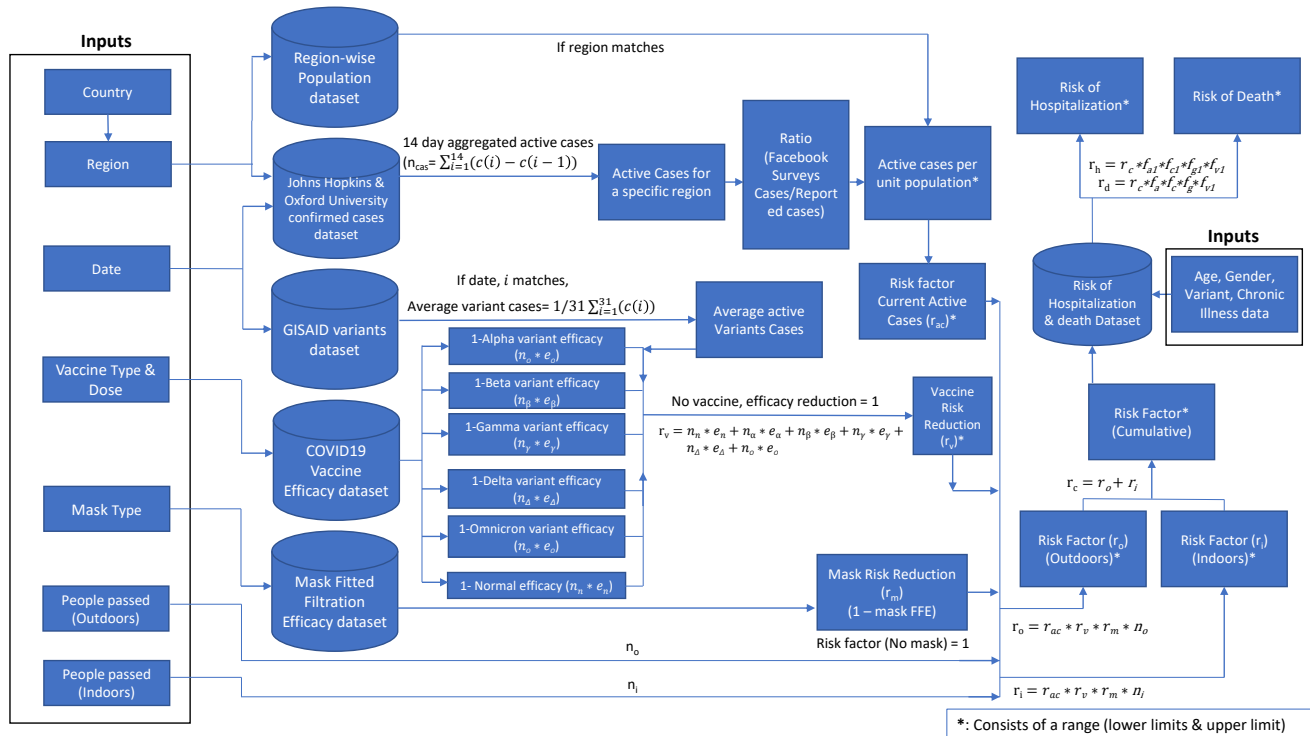 Inputs
Country
Region
Date
Vaccine Type &
Dose
Mask Type
People passed
(Outdoors)
People passed
(Indoors)
Region-wise
Population
dataset
Johns Hopkins &
Oxford University
confirmed cases
dataset
GISAID variants
dataset
COVID19
Vaccine
Efficacy dataset
Mask Fitted
Filtration
Efficacy dataset
If region matches
14 day aggregated active cases
(n_cas= ∑_{i=1}^{14}(c(i) − c(i − 1))
Active Cases for
a specific region
Ratio
(Facebook
Surveys
Cases/Report
ed cases)
Active cases per
unit population*
If date, i matches,
Average variant cases= 1/31 ∑_{i=1}^{31}(c(i))
Average active
Variants Cases
1-Alpha variant efficacy
(n_o * e_o)
1-Beta variant efficacy
(n_β * e_β)
1-Gamma variant efficacy
(n_γ * e_γ)
1-Delta variant efficacy
(n_Δ * e_Δ)
1-Omnicron variant efficacy
(n_o * e_o)
1- Normal efficacy (n_n * e_n)
No vaccine, efficacy reduction = 1
r_v = n_n * e_n + n_α * e_α + n_β * e_β + n_γ * e_γ +
n_Δ * e_Δ + n_o * e_o
Risk factor
Current Active
Cases (r_ac)*
Vaccine
Risk
Reduction
(r_v)*
Mask Risk Reduction
(r_m)
(1 – mask FFE)
Risk factor (No mask) = 1
n_o
n_i
Risk of
Hospitalization*
Risk of Death*
r_h = r_c *f_a1*f_c1*f_g1*f_v1
r_d = r_c*f_a*f_c*f_g*f_v1
Risk of
Hospitalization
& death Dataset
Inputs
Age, Gender,
Variant, Chronic
Illness data
Risk Factor*
(Cumulative)
r_c = r_o+ r_i
Risk Factor (r_o)
(Outdoors)*
Risk Factor (r_i)
(Indoors)*
r_o = r_ac * r_v * r_m * n_o
r_i = r_ac * r_v * r_m * n_i
*: Consists of a range (lower limits & upper limit)